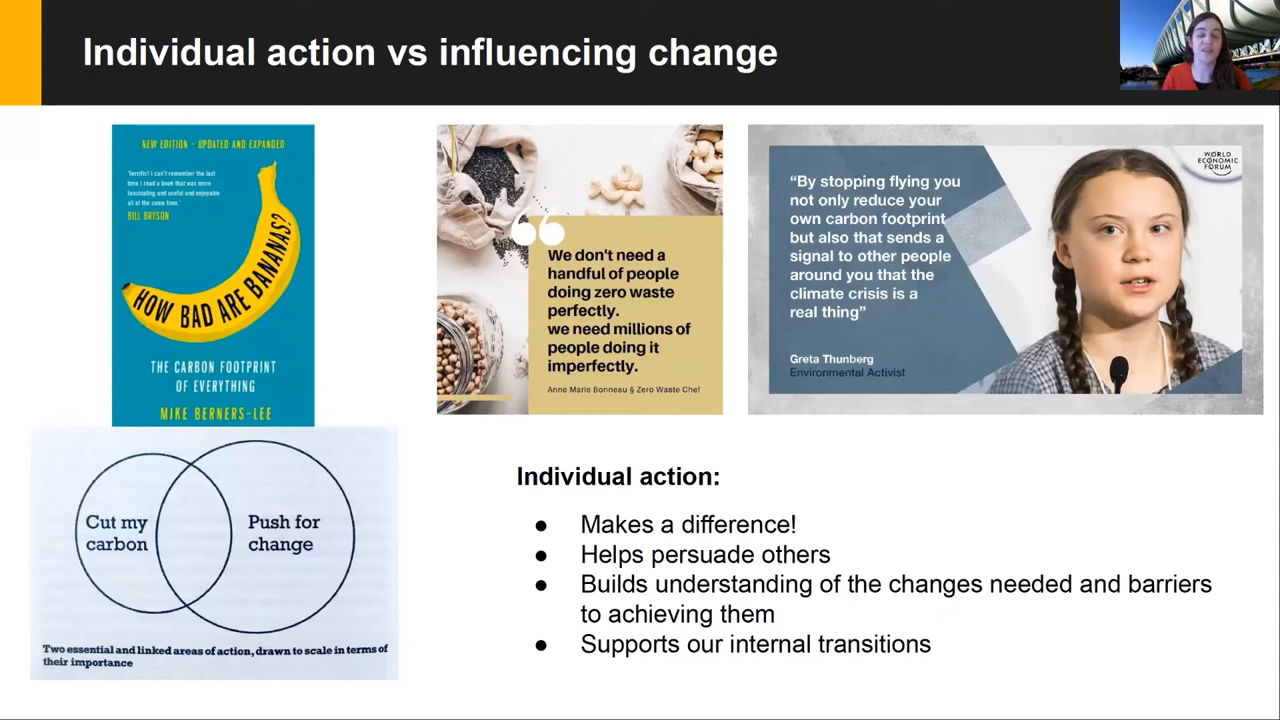 Individual action vs influencing change
NEW EDITION - UPDATED AND EXPANDED
'Terrific! I can't remember the last
time I read a book that was more
fascinating and useful and enjoyable
all at the same time.'
BILL BRYSON
HOW BAD ARE BANANAS?
THE CARBON FOOTPRINT
OF EVERYTHING
MIKE BERNERS-LEE
We don't need a
handful of people
doing zero waste
perfectly.
we need millions of
people doing it
imperfectly.
Anne Marie Bonneau § Zero Waste Chef
WORLD
ECONOMIC
FORUM
“By stopping flying you
not only reduce your
own carbon footprint
but also that sends a
signal to other people
around you that the
climate crisis is a
real thing”
Greta Thunberg
Environmental Activist
Cut my
carbon
Push for
change
Two essential and linked areas of action, drawn to scale in terms of
their importance
Individual action:
● Makes a difference!
● Helps persuade others
● Builds understanding of the changes needed and barriers
to achieving them
● Supports our internal transitions